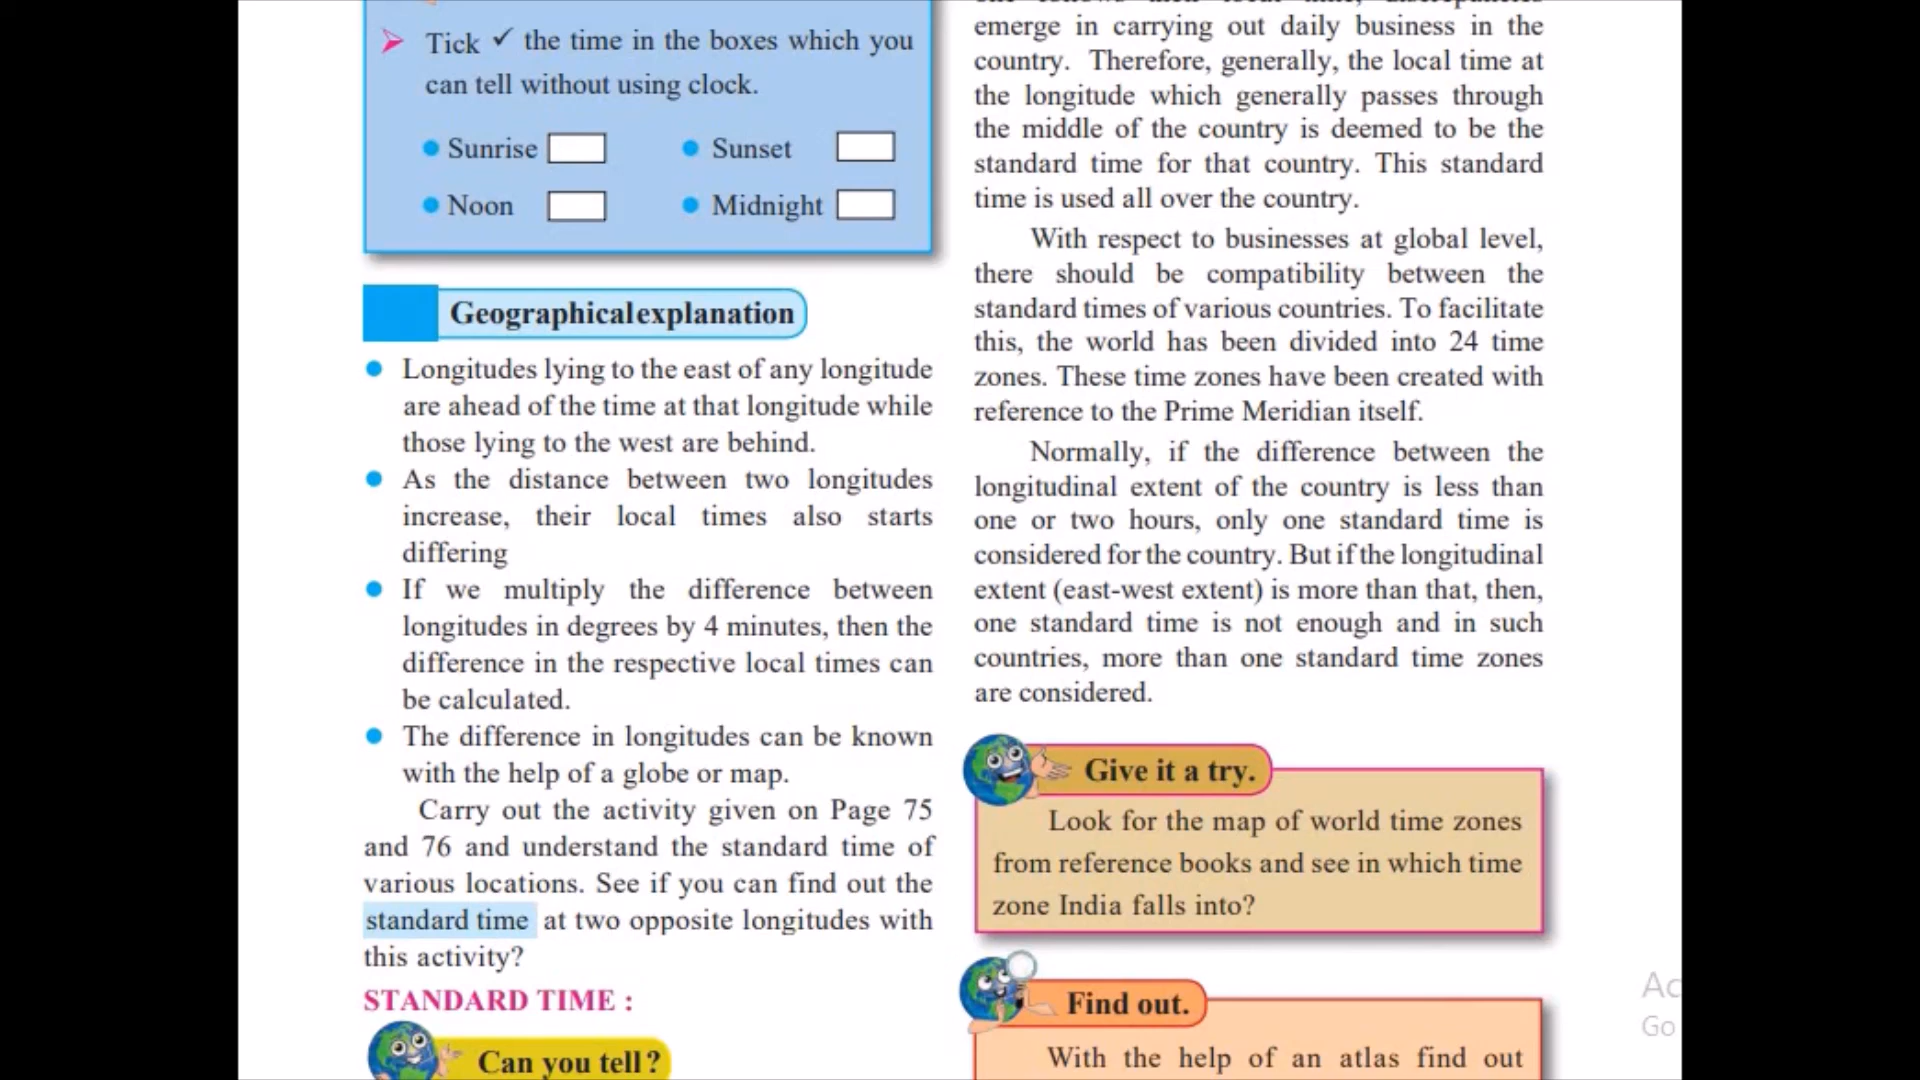 Tick ✓ the time in the boxes which you
can tell without using clock.
Sunrise
Sunset
Noon
Midnight
Geographical explanation
Longitudes lying to the east of any longitude
are ahead of the time at that longitude while
those lying to the west are behind.
As the distance between two longitudes
increase, their local times also starts
differing
If we multiply the difference between
longitudes in degrees by 4 minutes, then the
difference in the respective local times can
be calculated.
The difference in longitudes can be known
with the help of a globe or map.
Carry out the activity given on Page 75
and 76 and understand the standard time of
various locations. See if you can find out the
standard time at two opposite longitudes with
this activity?
STANDARD TIME :
Can you tell?
emerge in carrying out daily business in the
country. Therefore, generally, the local time at
the longitude which generally passes through
the middle of the country is deemed to be the
standard time for that country. This standard
time is used all over the country.
With respect to businesses at global level,
there should be compatibility between the
standard times of various countries. To facilitate
this, the world has been divided into 24 time
zones. These time zones have been created with
reference to the Prime Meridian itself.
Normally, if the difference between the
longitudinal extent of the country is less than
one or two hours, only one standard time is
considered for the country. But if the longitudinal
extent (east-west extent) is more than that, then,
one standard time is not enough and in such
countries, more than one standard time zones
are considered.
Give it a try.
Look for the map of world time zones
from reference books and see in which time
zone India falls into?
Find out.
With the help of an atlas find out
Ac
Go